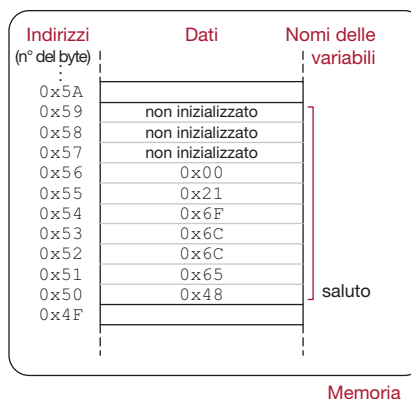 Indirizzi Dati Nomi delle
(n° del byte) variabili
0x5A
0x59 non inizializzato
0x58 non inizializzato
0x57 non inizializzato
0x56 0x00
0x55 0x21
0x54 0x6F
0x53 0x6C
0x52 0x6C
0x51 0x65
0x50 0x48 saluto
0x4F
Memoria